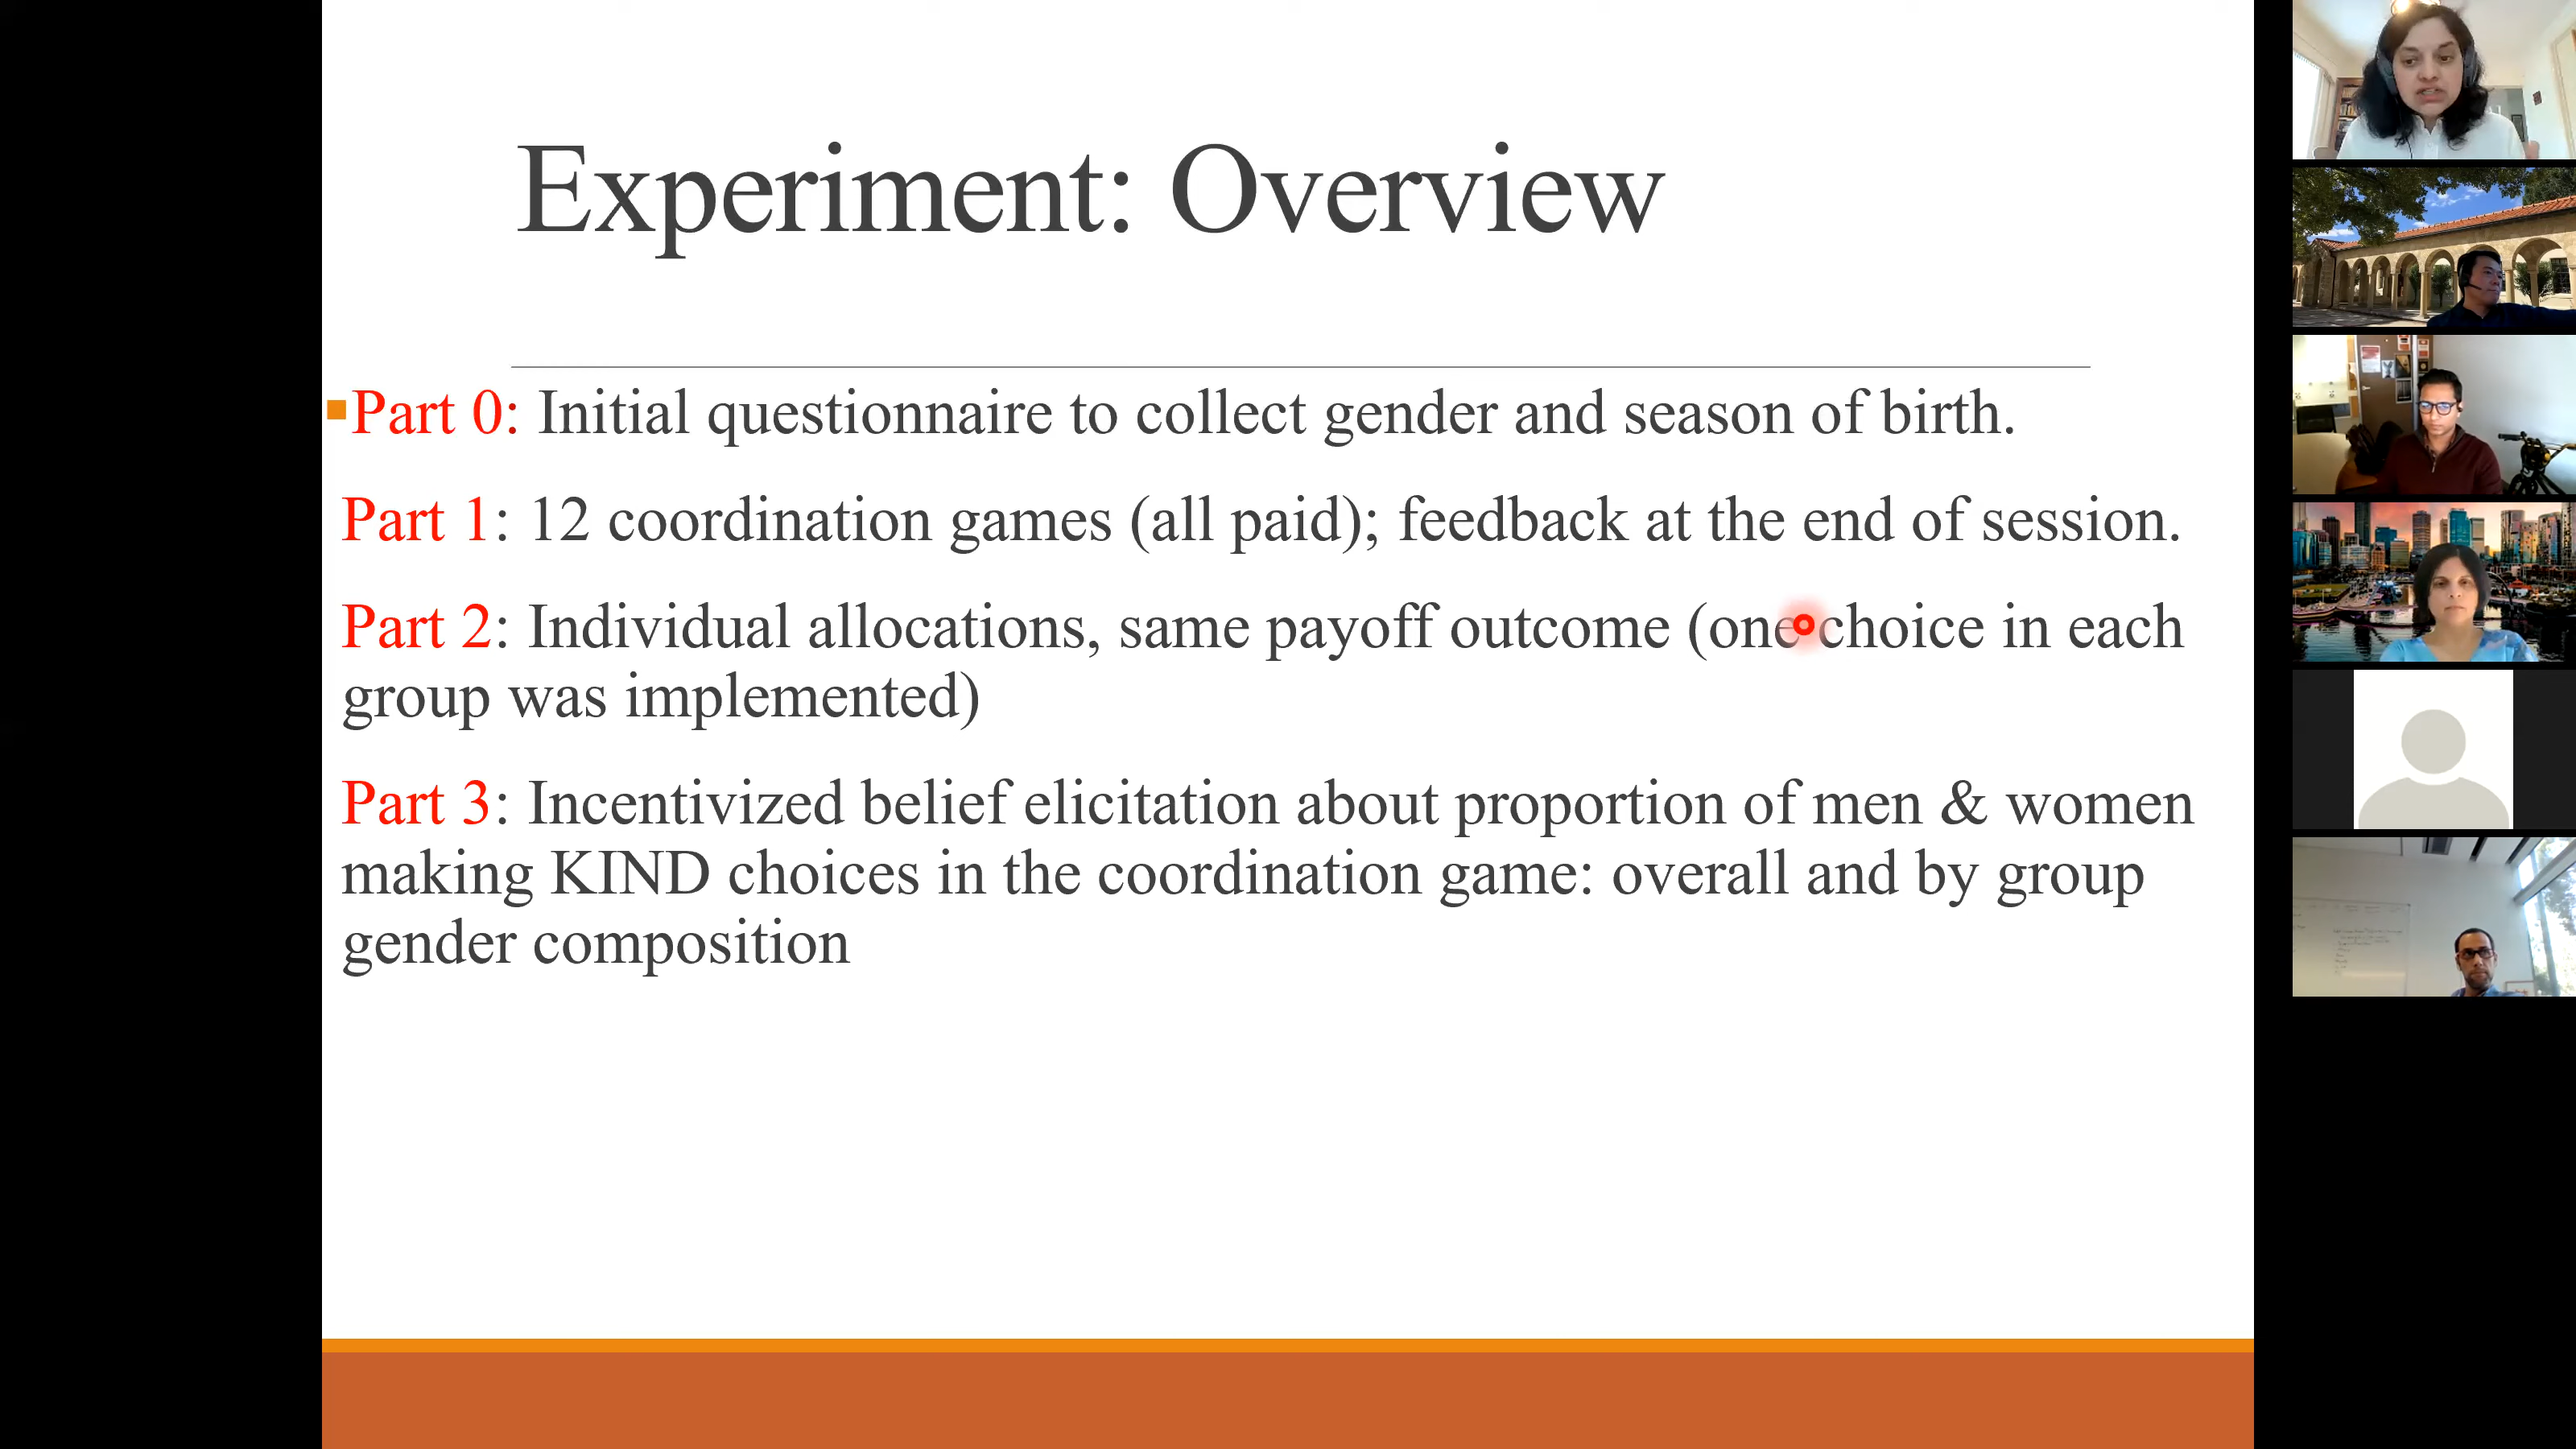 Experiment: Overview
Part 0: Initial questionnaire to collect gender and season of birth.
Part 1: 12 coordination games (all paid); feedback at the end of session.
Part 2: Individual allocations, same payoff outcome (one choice in each
group was implemented)
Part 3: Incentivized belief elicitation about proportion of men & women
making KIND choices in the coordination game: overall and by group
gender composition